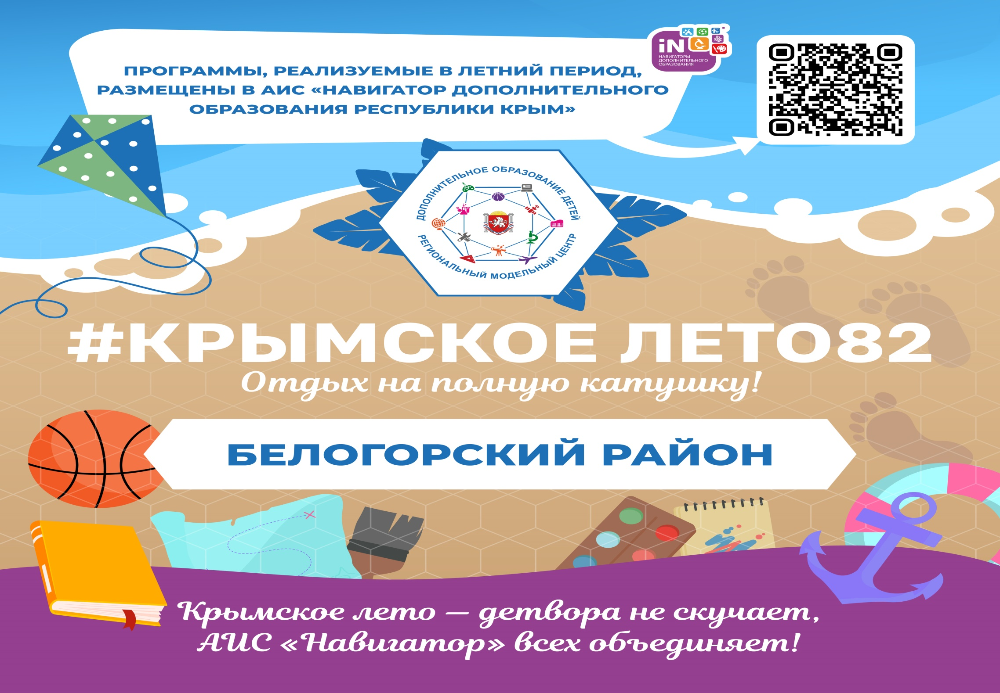 ПРОГРАММЫ, РЕАЛИЗУЕМЫЕ В ЛЕТНИЙ ПЕРИОД,
РАЗМЕЩЕНЫ В АИС «НАВИГАТОР ДОПОЛНИТЕЛЬНОГО
ОБРАЗОВАНИЯ РЕСПУБЛИКИ КРЫМ»
iN
НАВИГАТОРЫ
ДОПОЛНИТЕЛЬНОГО
ОБРАЗОВАНИЯ
ДОПОЛНИТЕЛЬНОЕ ОБРАЗОВАНИЕ ДЕТЕЙ
РЕГИОНАЛЬНЫЙ МОДЕЛЬНЫЙ ЦЕНТР
#КРЫМСКОЕ ЛЕТО82
Отдых на полную катушку!
БЕЛОГОРСКИЙ РАЙОН
Крымское лето — детвора не скучает,
АИС «Навигатор» всех объединяет!